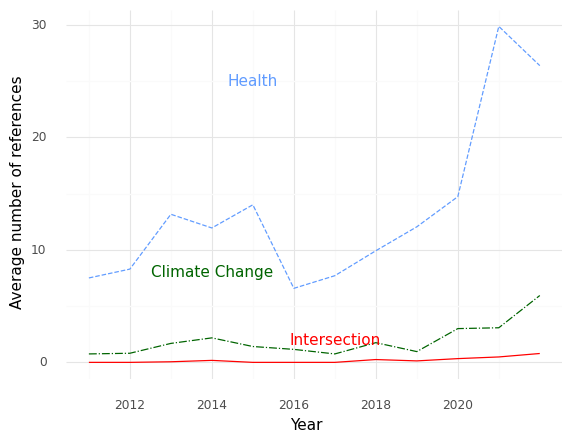 30
Health
20
Average number of references
10
Climate Change
Intersection
0
2012 2014 2016 2018 2020
Year